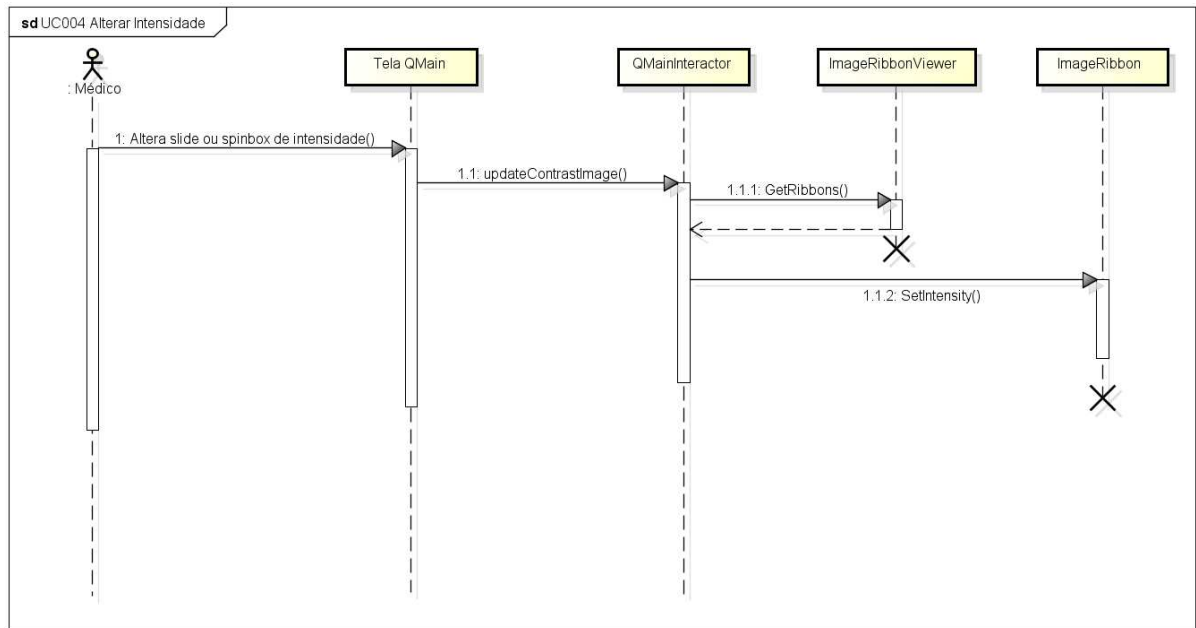 sd UC004 Alterar Intensidade
: Médico
Tela QMain
QMainInteractor
ImageRibbonViewer
ImageRibbon
1: Altera slide ou spinbox de intensidade()
1.1: updateContrastImage()
1.1.1: GetRibbons()
1.1.2: SetIntensity()